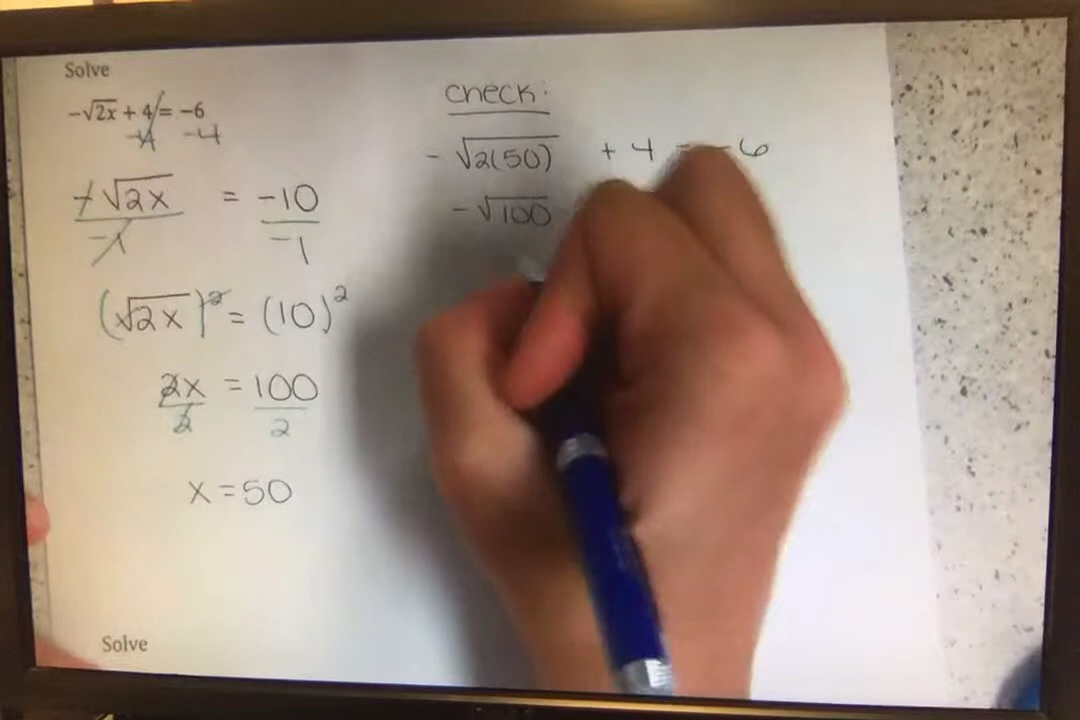 Solve
-√2x + 4 = -6
-4 -4
-√2x = -10
-1 -1
(√2x)² = (10)²
2x = 100
2 2
x = 50
check:
- √2(50) + 4 = -6
- √100
Solve